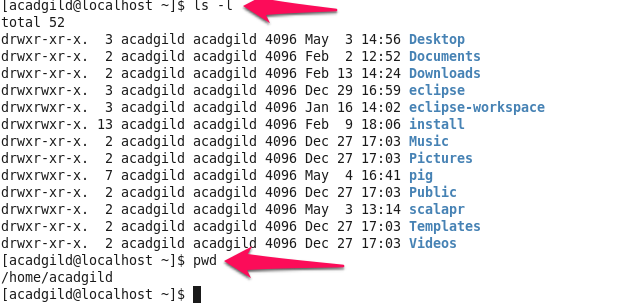 [acadgild@localhost ~]$ ls -l
total 52
drwxr-xr-x.  3 acadgild acadgild 4096 May  3 14:56 Desktop
drwxr-xr-x.  2 acadgild acadgild 4096 Feb  2 12:52 Documents
drwxr-xr-x.  2 acadgild acadgild 4096 Feb 13 14:24 Downloads
drwxrwxr-x.  3 acadgild acadgild 4096 Dec 29 16:59 eclipse
drwxrwxr-x.  3 acadgild acadgild 4096 Jan 16 14:02 eclipse-workspace
drwxrwxr-x. 13 acadgild acadgild 4096 Feb  9 18:06 install
drwxr-xr-x.  2 acadgild acadgild 4096 Dec 27 17:03 Music
drwxr-xr-x.  2 acadgild acadgild 4096 Dec 27 17:03 Pictures
drwxrwxr-x.  7 acadgild acadgild 4096 May  4 16:41 pig
drwxr-xr-x.  2 acadgild acadgild 4096 Dec 27 17:03 Public
drwxrwxr-x.  2 acadgild acadgild 4096 May  3 13:14 scalapr
drwxr-xr-x.  2 acadgild acadgild 4096 Dec 27 17:03 Templates
drwxr-xr-x.  2 acadgild acadgild 4096 Dec 27 17:03 Videos
[acadgild@localhost ~]$ pwd
/home/acadgild
[acadgild@localhost ~]$